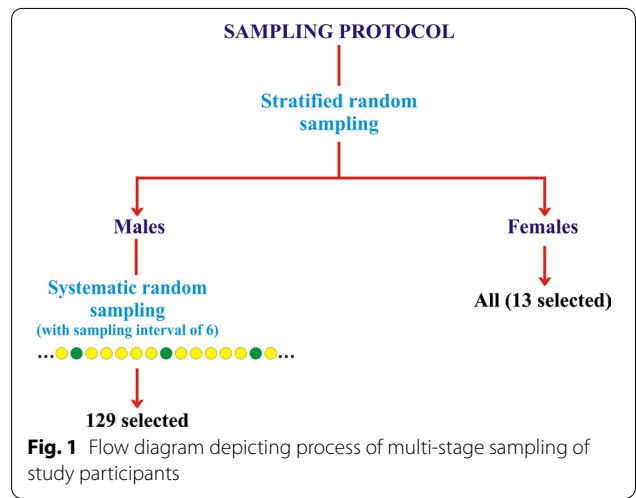 SAMPLING PROTOCOL
Stratified random
sampling
Males
Females
Systematic random
sampling
(with sampling interval of 6)
All (13 selected)
...
...
129 selected
Fig. 1 Flow diagram depicting process of multi-stage sampling of
study participants